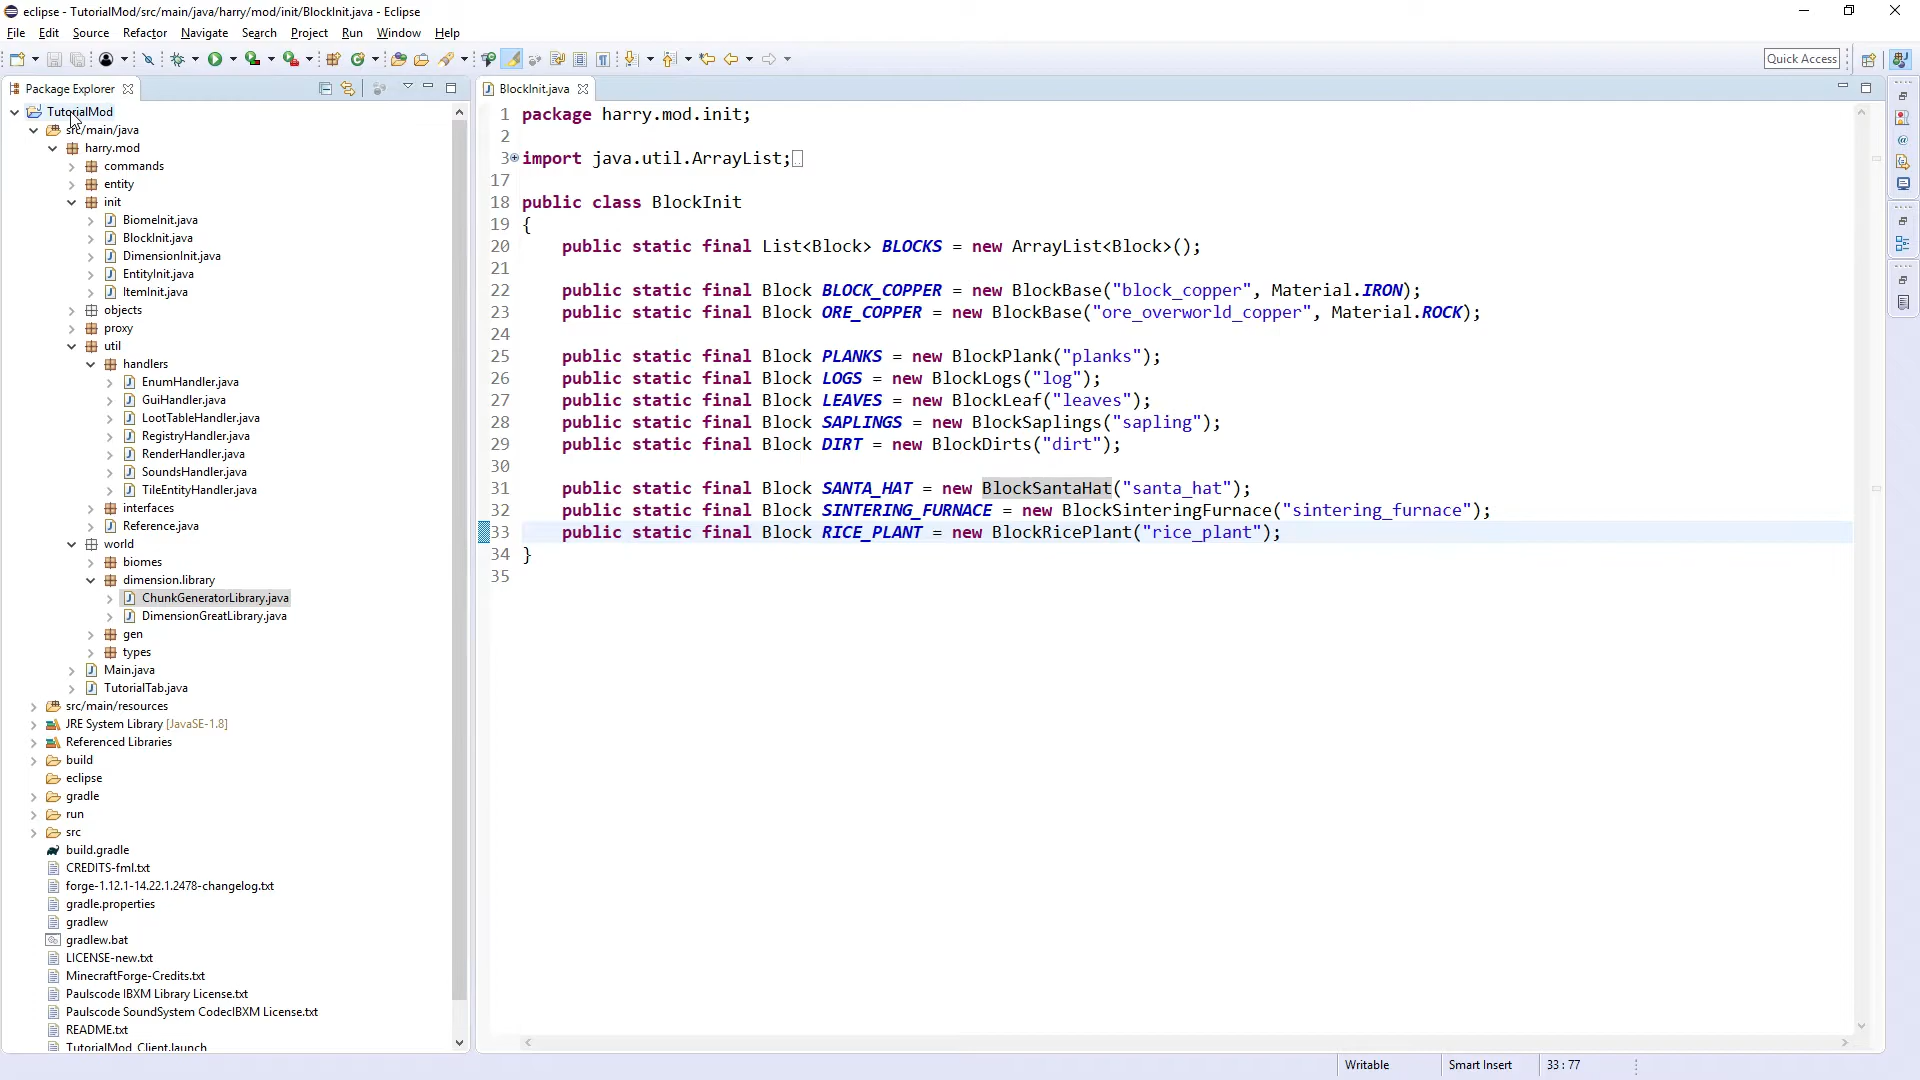 eclipse - TutorialMod/src/main/java/harry/mod/init/BlockInit.java - Eclipse
File Edit Source Refactor Navigate Search Project Run Window Help
Quick Access
Package Explorer
TutorialMod
src/main/java
harry.mod
commands
entity
init
BiomeInit.java
BlockInit.java
DimensionInit.java
EntityInit.java
ItemInit.java
objects
proxy
util
handlers
EnumHandler.java
GuiHandler.java
LootTableHandler.java
RegistryHandler.java
RenderHandler.java
SoundsHandler.java
TileEntityHandler.java
interfaces
Reference.java
world
biomes
dimension.library
ChunkGeneratorLibrary.java
DimensionGreatLibrary.java
gen
types
Main.java
TutorialTab.java
src/main/resources
JRE System Library [JavaSE-1.8]
Referenced Libraries
build
eclipse
gradle
run
src
build.gradle
CREDITS-fml.txt
forge-1.12.1-14.22.1.2478-changelog.txt
gradle.properties
gradlew
gradlew.bat
LICENSE-new.txt
MinecraftForge-Credits.txt
Paulscode IBXM Library License.txt
Paulscode SoundSystem CodecIBXM License.txt
README.txt
TutorialMod_Client.launch
BlockInit.java
1 package harry.mod.init;
2
3 import java.util.ArrayList;
17
18 public class BlockInit
19 {
20 public static final List<Block> BLOCKS = new ArrayList<Block>();
21
22 public static final Block BLOCK_COPPER = new BlockBase("block_copper", Material.IRON);
23 public static final Block ORE_COPPER = new BlockBase("ore_overworld_copper", Material.ROCK);
24
25 public static final Block PLANKS = new BlockPlank("planks");
26 public static final Block LOGS = new BlockLogs("log");
27 public static final Block LEAVES = new BlockLeaf("leaves");
28 public static final Block SAPLINGS = new BlockSaplings("sapling");
29 public static final Block DIRT = new BlockDirts("dirt");
30
31 public static final Block SANTA_HAT = new BlockSantaHat("santa_hat");
32 public static final Block SINTERING_FURNACE = new BlockSinteringFurnace("sintering_furnace");
33 public static final Block RICE_PLANT = new BlockRicePlant("rice_plant");
34 }
35
Writable Smart Insert 33 : 77